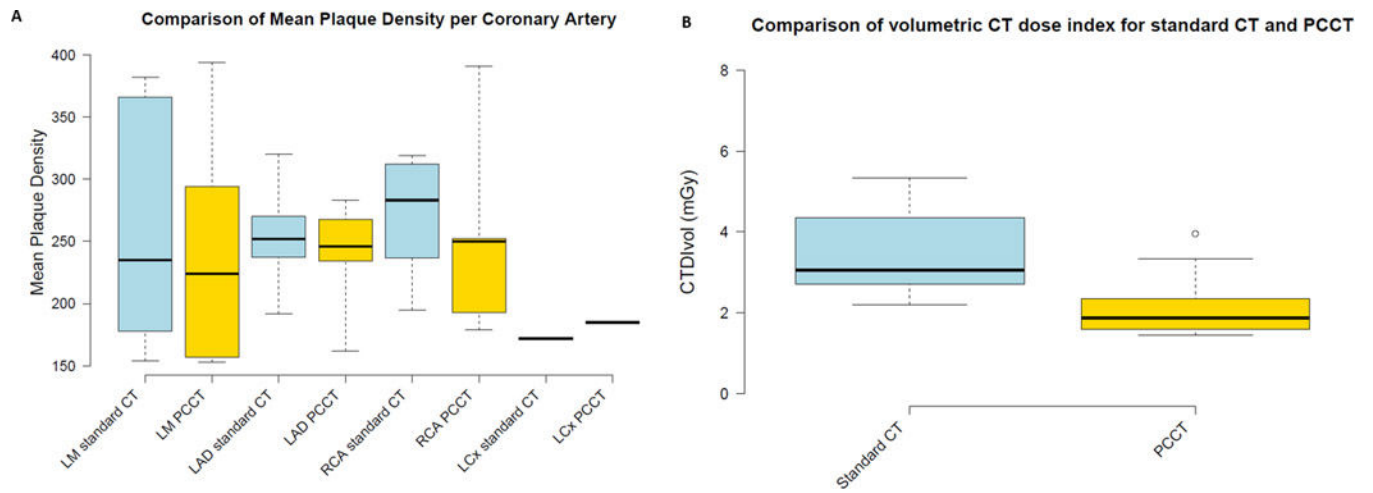 A
Comparison of Mean Plaque Density per Coronary Artery
Mean Plaque Density
400
350
300
250
200
150
LM standard CT
LM PCCT
LAD standard CT
LAD PCCT
RCA standard CT
RCA PCCT
LCx standard CT
LCx PCCT
B
Comparison of volumetric CT dose index for standard CT and PCCT
CTDIvol (mGy)
8
6
4
2
0
Standard CT
PCCT